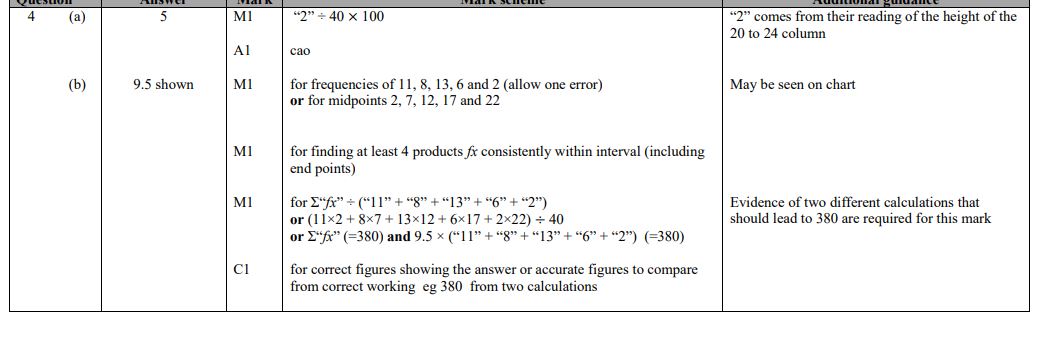 Question Answer Mark Mark scheme Additional guidance
4 (a) 5 M1 “2” ÷ 40 × 100 “2” comes from their reading of the height of the
20 to 24 column
A1 cao
(b) 9.5 shown M1 for frequencies of 11, 8, 13, 6 and 2 (allow one error) May be seen on chart
or for midpoints 2, 7, 12, 17 and 22
M1 for finding at least 4 products fx consistently within interval (including
end points)
M1 for Σ“fx” ÷ (“11” + “8” + “13” + “6” + “2”) Evidence of two different calculations that
or (11×2 + 8×7 + 13×12 + 6×17 + 2×22) ÷ 40 should lead to 380 are required for this mark
or Σ“fx” (=380) and 9.5 × (“11” + “8” + “13” + “6” + “2”) (=380)
C1 for correct figures showing the answer or accurate figures to compare
from correct working eg 380 from two calculations